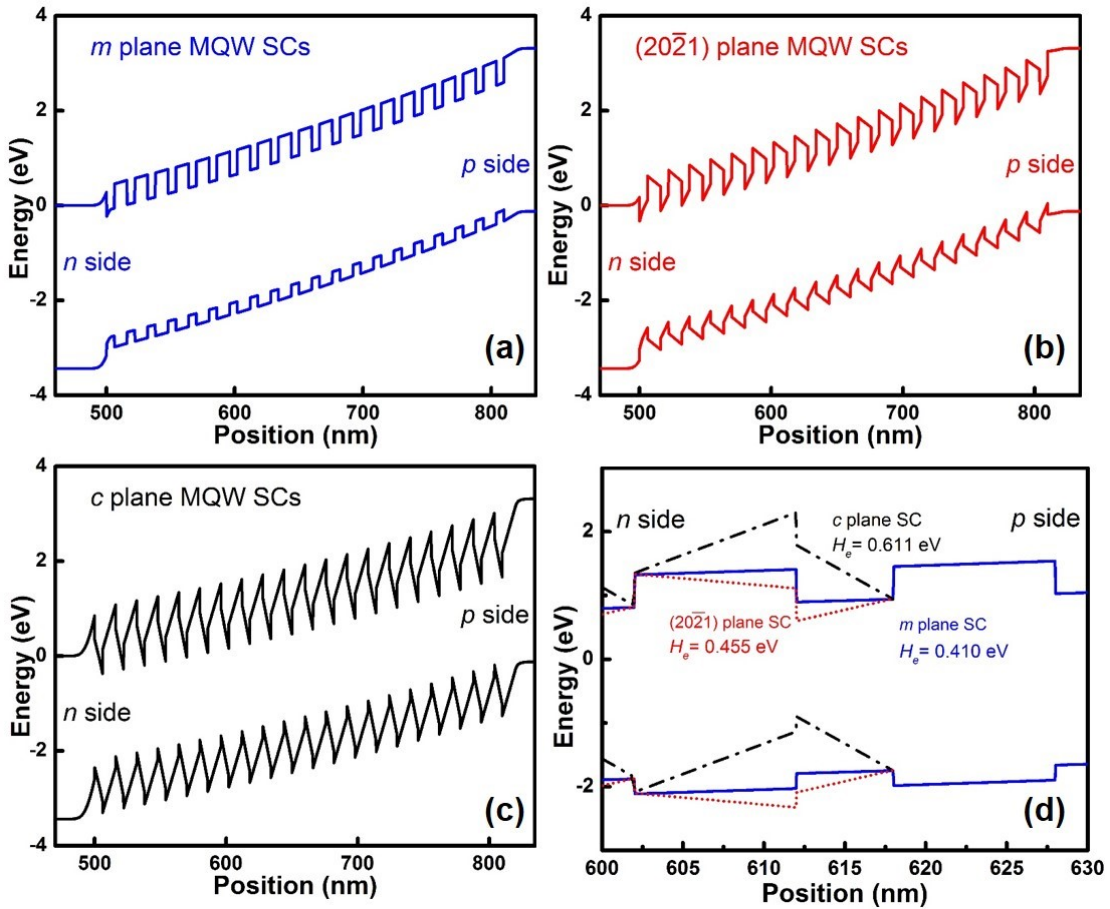 m plane MQW SCs
4
2
0
-2
-4
Energy (eV)
p side
n side
(a)
500
600
700
800
Position (nm)
(202̅1) plane MQW SCs
4
2
0
-2
-4
Energy (eV)
p side
n side
(b)
500
600
700
800
Position (nm)
c plane MQW SCs
4
2
0
-2
-4
Energy (eV)
p side
n side
(c)
500
600
700
800
Position (nm)
n side
p side
c plane SC
Hₑ = 0.611 eV
(202̅1) plane SC
Hₑ = 0.455 eV
m plane SC
Hₑ = 0.410 eV
2
0
-2
Energy (eV)
(d)
600
605
610
615
620
625
630
Position (nm)